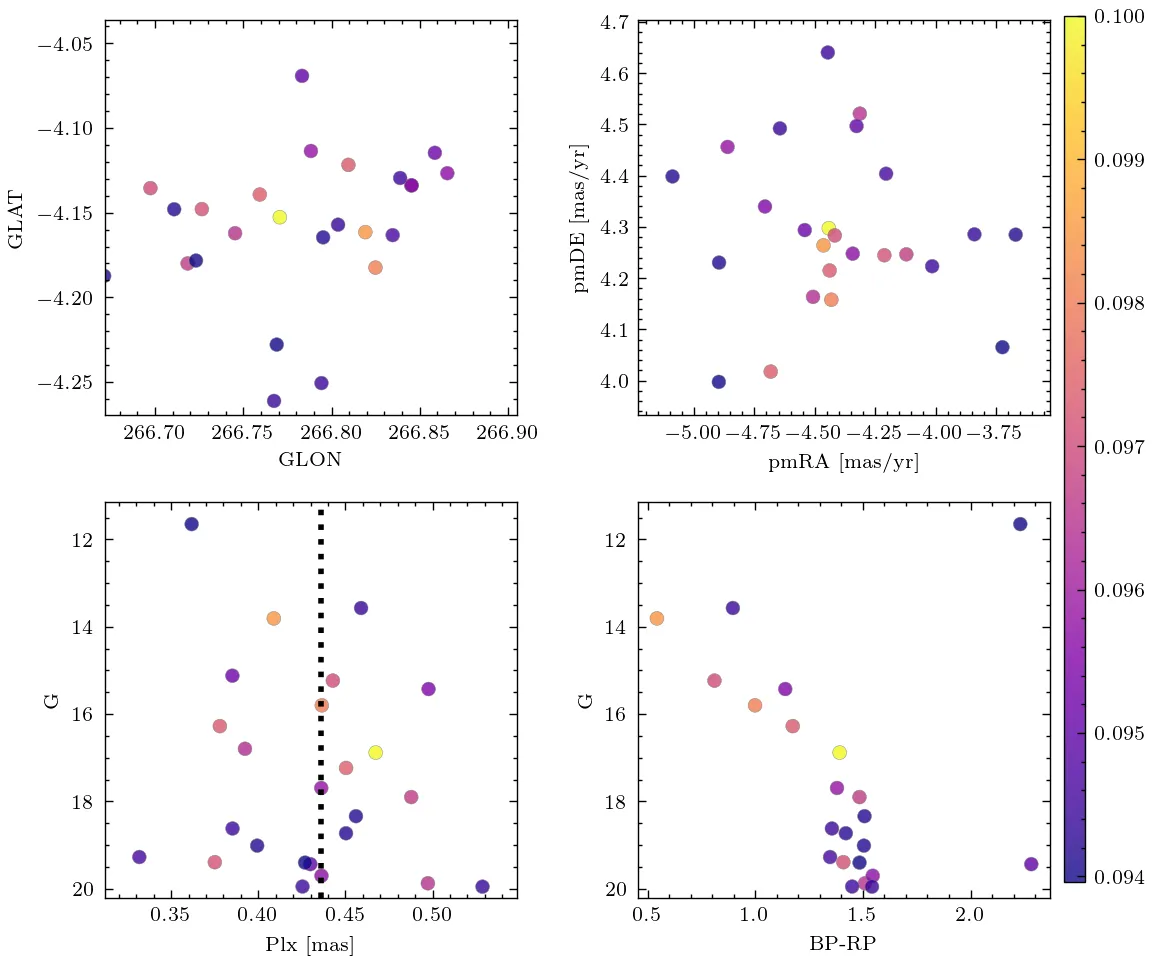 −4.05
−4.10
−4.15
−4.20
−4.25
GLAT
266.70 266.75 266.80 266.85 266.90
GLON
4.7
4.6
4.5
4.4
4.3
4.2
4.1
4.0
pmDE [mas/yr]
−5.00 −4.75 −4.50 −4.25 −4.00 −3.75
pmRA [mas/yr]
12
14
16
18
20
G
0.35 0.40 0.45 0.50
Plx [mas]
12
14
16
18
20
G
0.5 1.0 1.5 2.0
BP-RP
0.100
0.099
0.098
0.097
0.096
0.095
0.094